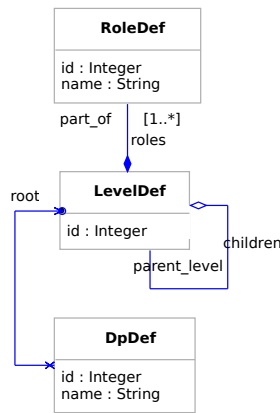 RoleDef
id : Integer
name : String
part_of [1..*]
roles
root
LevelDef
id : Integer
children
parent_level
DpDef
id : Integer
name : String